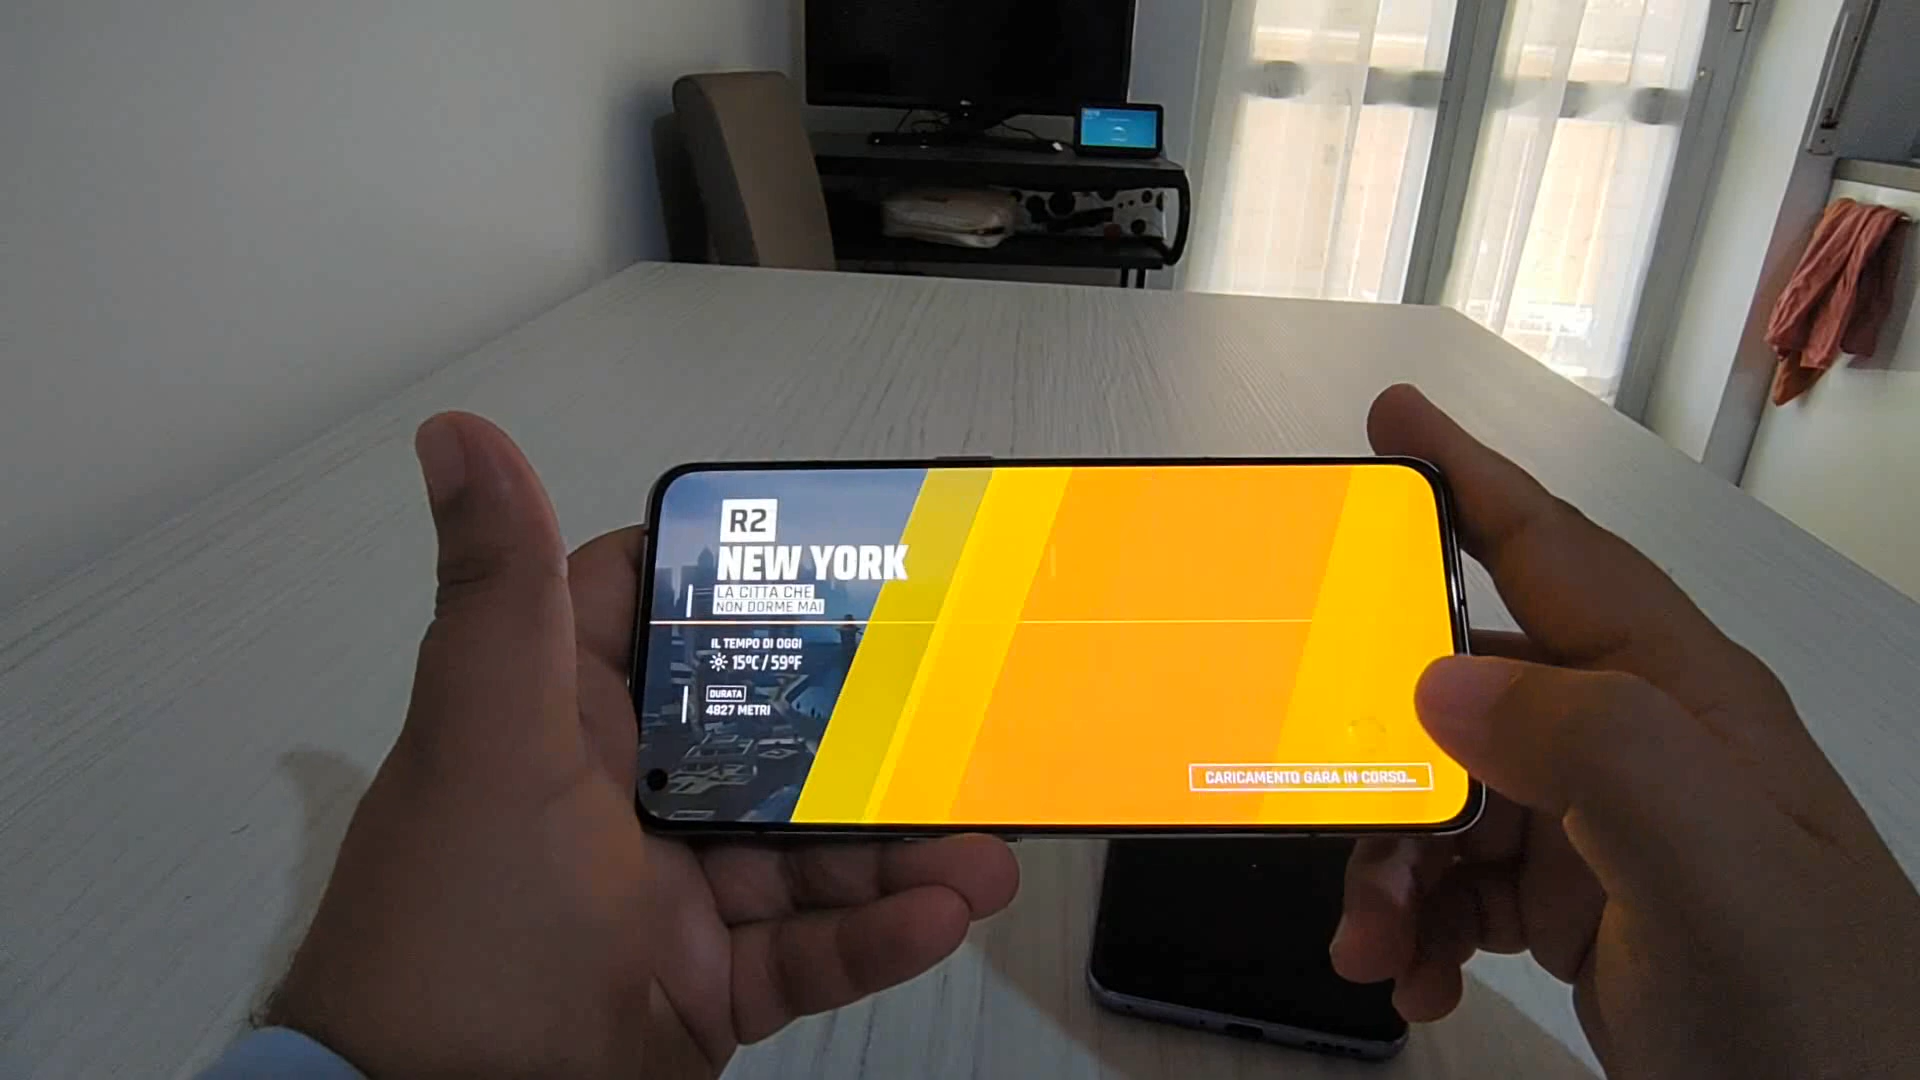 R2
NEW YORK
LA CITTÀ CHE
NON DORME MAI
IL TEMPO DI OGGI
15°C / 59°F
DURATA
4827 METRI
CARICAMENTO GARA IN CORSO...